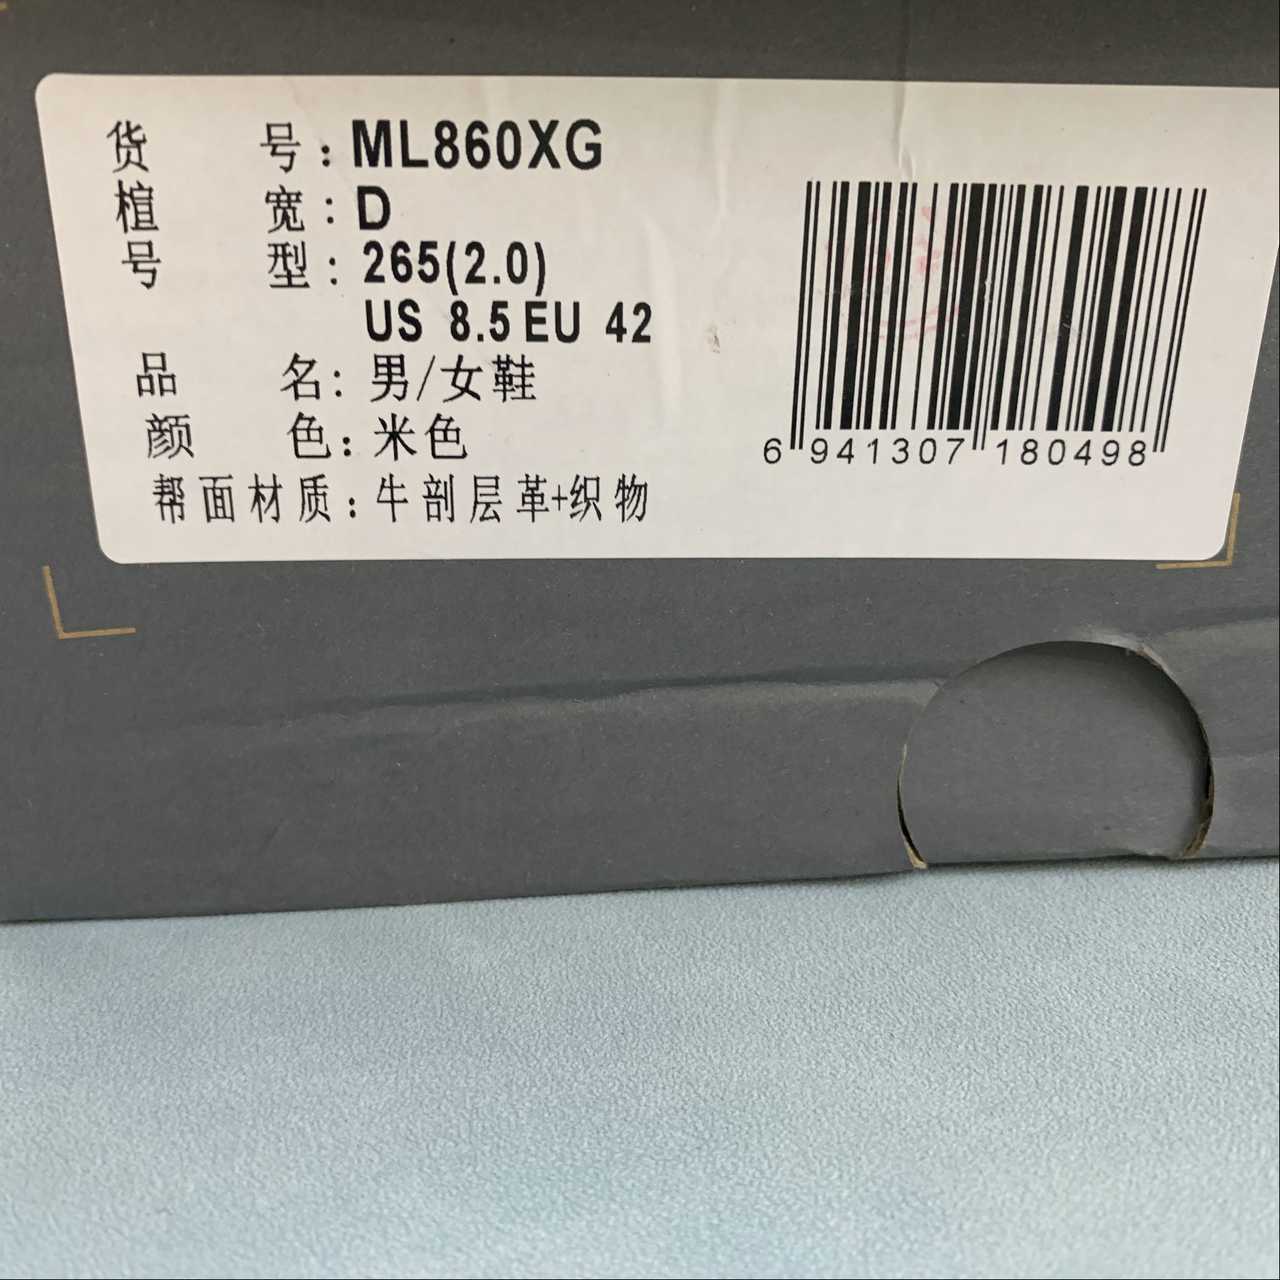 货 号：ML860XG
楦 宽：D
号 型：265(2.0)
US 8.5 EU 42
品 名：男/女鞋
颜 色：米色
帮面材质：牛剖层革+织物
6 941307 180498